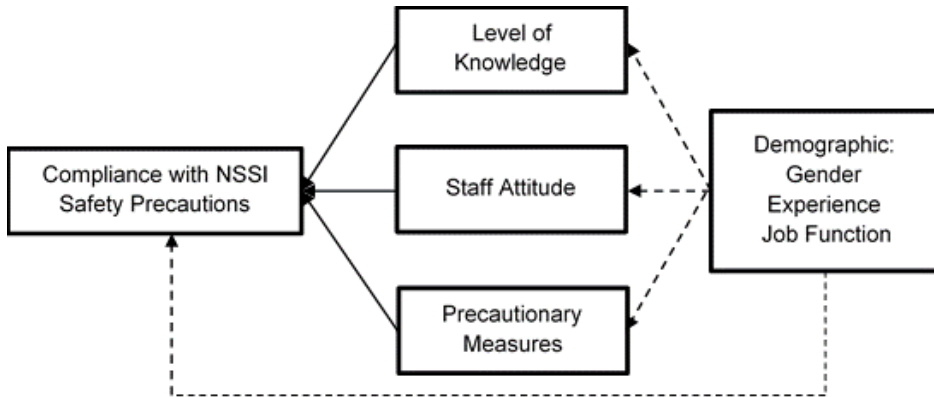 Level of
Knowledge
Compliance with NSSI
Safety Precautions
Staff Attitude
Demographic:
Gender
Experience
Job Function
Precautionary
Measures